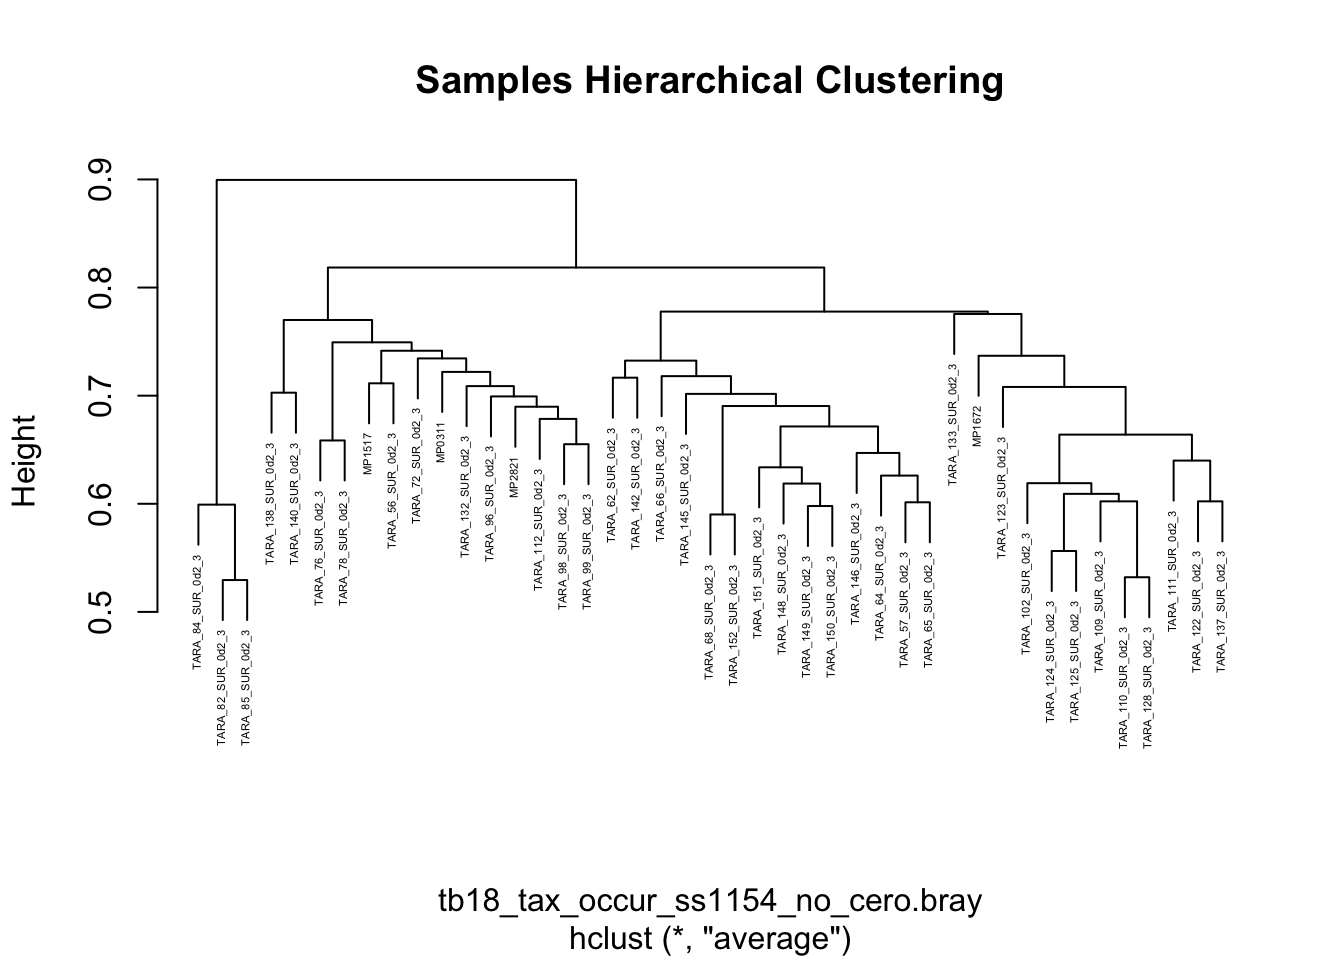 Samples Hierarchical Clustering
Height
0.9
0.8
0.7
0.6
0.5
TARA_84_SUR_0d2_3
TARA_82_SUR_0d2_3
TARA_85_SUR_0d2_3
TARA_138_SUR_0d2_3
TARA_140_SUR_0d2_3
TARA_76_SUR_0d2_3
TARA_78_SUR_0d2_3
MP1517
TARA_56_SUR_0d2_3
TARA_72_SUR_0d2_3
MP0311
TARA_132_SUR_0d2_3
TARA_96_SUR_0d2_3
MP2821
TARA_112_SUR_0d2_3
TARA_98_SUR_0d2_3
TARA_99_SUR_0d2_3
TARA_62_SUR_0d2_3
TARA_142_SUR_0d2_3
TARA_66_SUR_0d2_3
TARA_145_SUR_0d2_3
TARA_68_SUR_0d2_3
TARA_152_SUR_0d2_3
TARA_151_SUR_0d2_3
TARA_148_SUR_0d2_3
TARA_149_SUR_0d2_3
TARA_150_SUR_0d2_3
TARA_146_SUR_0d2_3
TARA_64_SUR_0d2_3
TARA_57_SUR_0d2_3
TARA_65_SUR_0d2_3
TARA_133_SUR_0d2_3
MP1672
TARA_123_SUR_0d2_3
TARA_102_SUR_0d2_3
TARA_124_SUR_0d2_3
TARA_125_SUR_0d2_3
TARA_109_SUR_0d2_3
TARA_110_SUR_0d2_3
TARA_128_SUR_0d2_3
TARA_111_SUR_0d2_3
TARA_122_SUR_0d2_3
TARA_137_SUR_0d2_3
tb18_tax_occur_ss1154_no_cero.bray
hclust (*, "average")